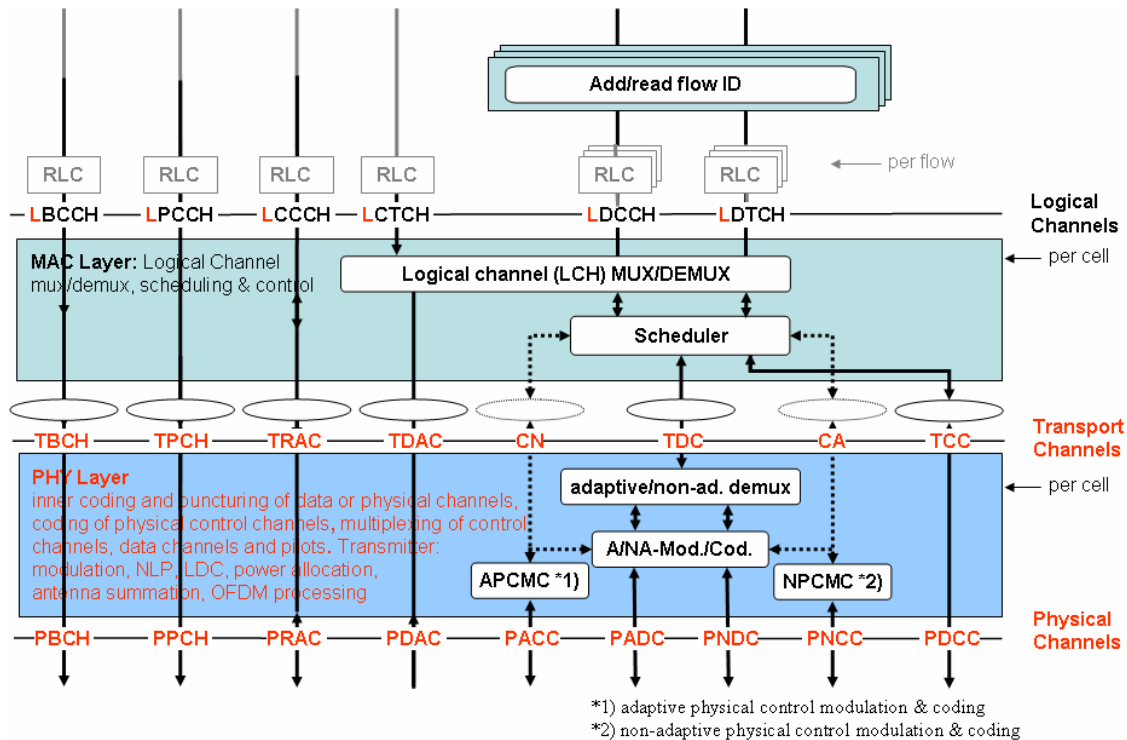 Add/read flow ID
RLC RLC RLC RLC RLC RLC
per flow
LBCCH LPCCH LCCCH LCTCH LDCCH LDTCH
Logical
Channels
MAC Layer: Logical Channel
mux/demux, scheduling & control
Logical channel (LCH) MUX/DEMUX
per cell
Scheduler
TBCH TPCH TRAC TDAC CN TDC CA TCC
Transport
Channels
PHY Layer
inner coding and puncturing of data or physical channels,
coding of physical control channels, multiplexing of control
channels, data channels and pilots. Transmitter:
modulation, NLP, LDC, power allocation,
antenna summation, OFDM processing
adaptive/non-ad. demux
per cell
A/NA-Mod./Cod.
APCMC *1)
NPCMC *2)
Physical
Channels
PBCH PPCH PRAC PDAC PACC PADC PNDC PNCC PDCC
*1) adaptive physical control modulation & coding
*2) non-adaptive physical control modulation & coding